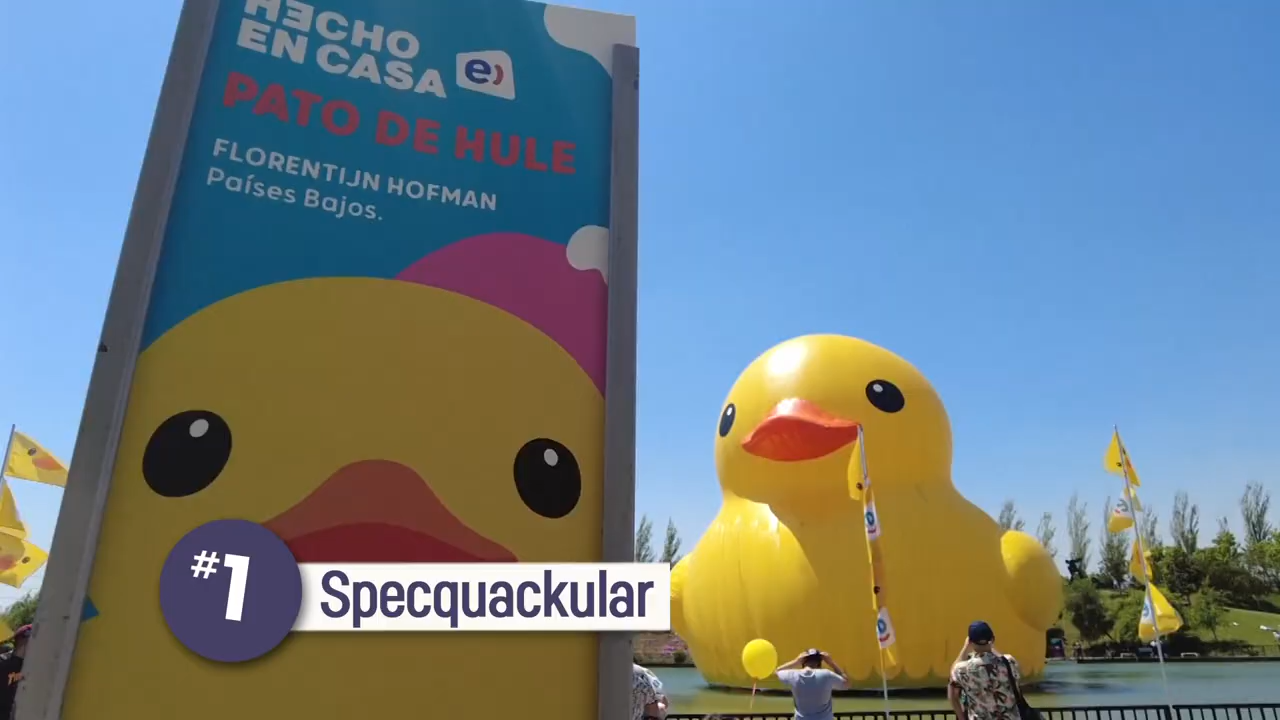 HECHO
EN CASA
e)
PATO DE HULE
FLORENTIJN HOFMAN
Países Bajos.
#1
Specquackular